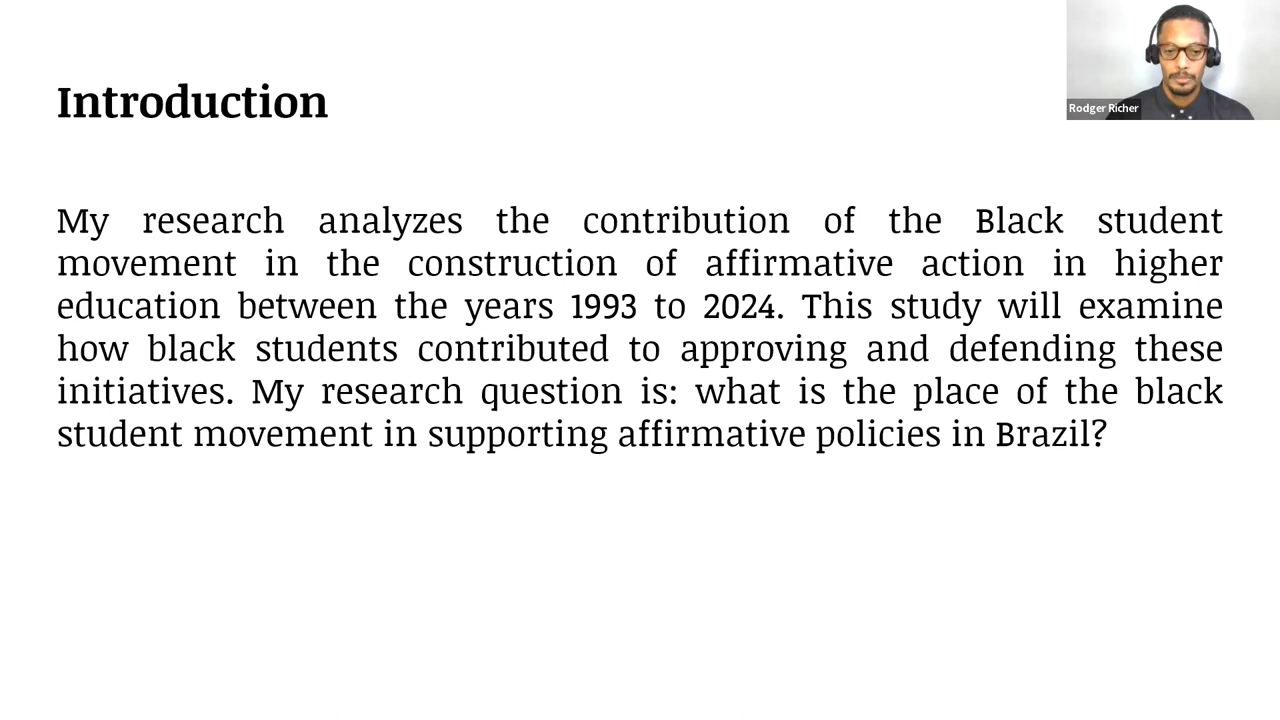 Introduction
Rodger Richer
My research analyzes the contribution of the Black student
movement in the construction of affirmative action in higher
education between the years 1993 to 2024. This study will examine
how black students contributed to approving and defending these
initiatives. My research question is: what is the place of the black
student movement in supporting affirmative policies in Brazil?